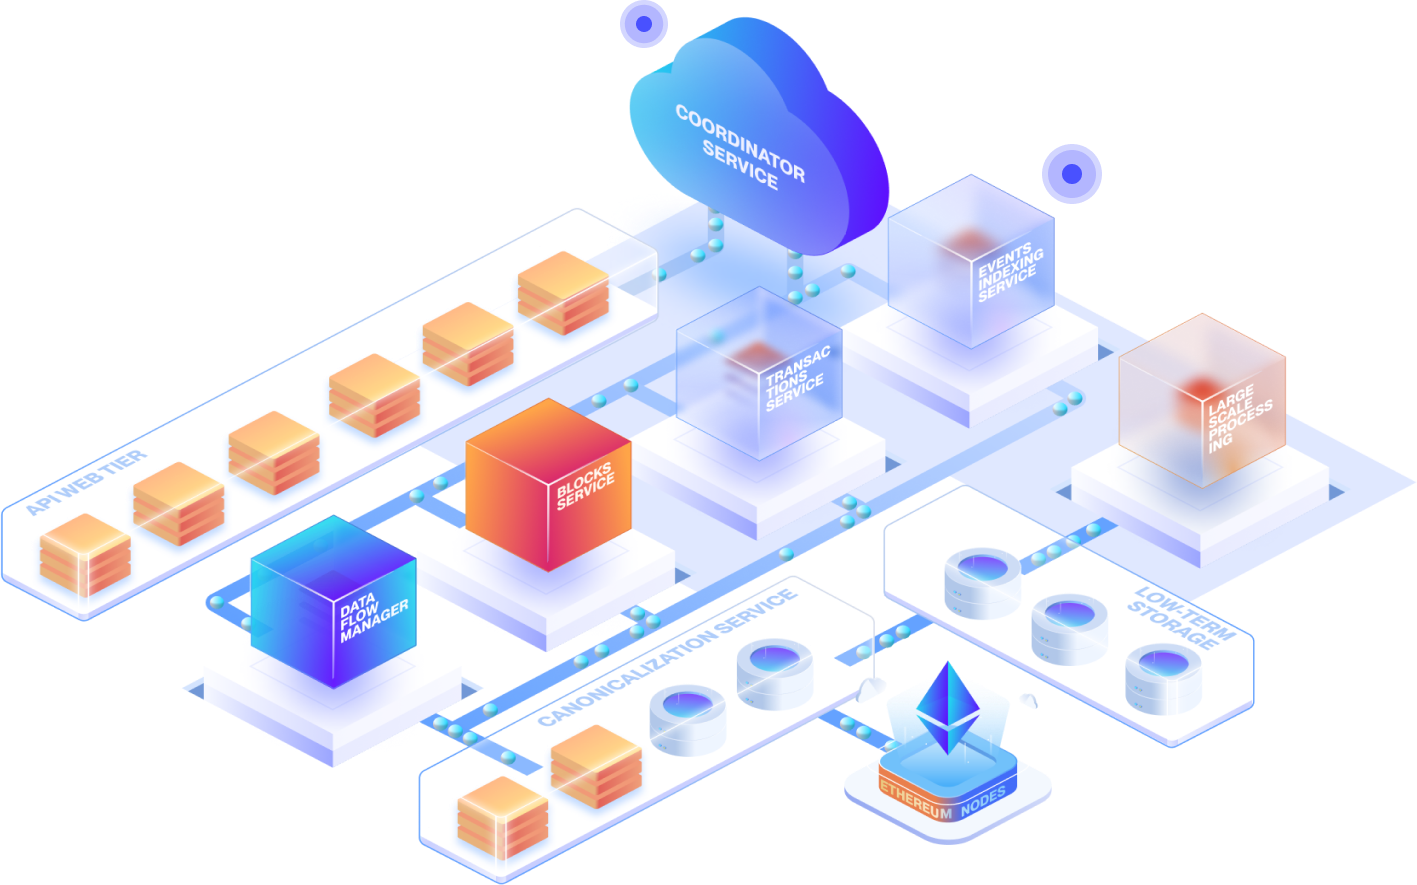 COORDINATOR
SERVICE
EVENTS
INDEXING
SERVICE
TRANSAC
TIONS
SERVICE
LARGE
SCALE
PROCESS
ING
BLOCKS
SERVICE
API WEB TIER
DATA
FLOW
MANAGER
LOW-TERM
STORAGE
CANONICALIZATION SERVICE
ETHEREUM NODES